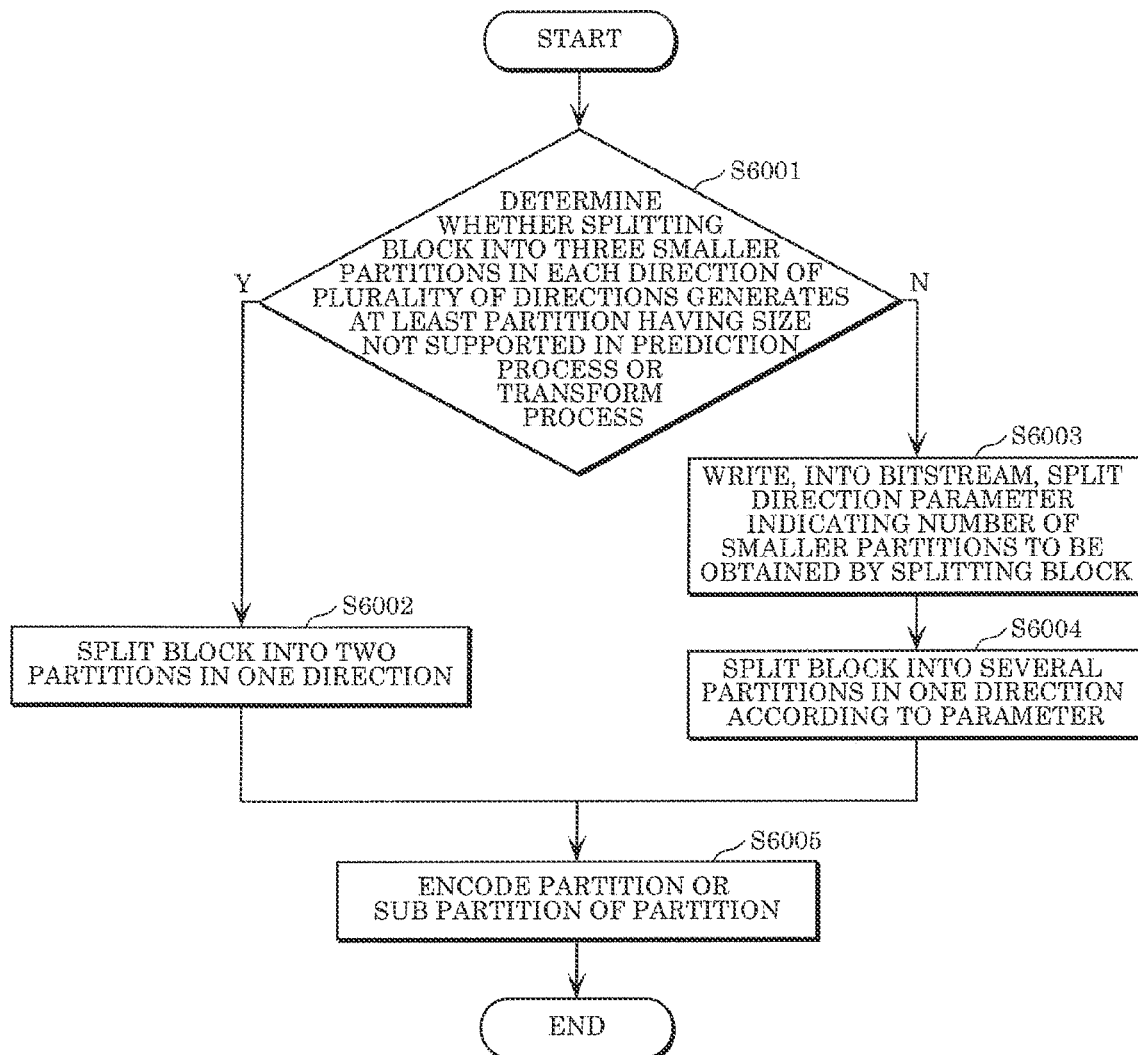 START
S6001
DETERMINE
WHETHER SPLITTING
BLOCK INTO THREE SMALLER
PARTITIONS IN EACH DIRECTION OF
PLURALITY OF DIRECTIONS GENERATES
AT LEAST PARTITION HAVING SIZE
NOT SUPPORTED IN PREDICTION
PROCESS OR
TRANSFORM
PROCESS
Y
N
S6003
WRITE, INTO BITSTREAM, SPLIT
DIRECTION PARAMETER
INDICATING NUMBER OF
SMALLER PARTITIONS TO BE
OBTAINED BY SPLITTING BLOCK
S6002
SPLIT BLOCK INTO TWO
PARTITIONS IN ONE DIRECTION
S6004
SPLIT BLOCK INTO SEVERAL
PARTITIONS IN ONE DIRECTION
ACCORDING TO PARAMETER
S6005
ENCODE PARTITION OR
SUB PARTITION OF PARTITION
END